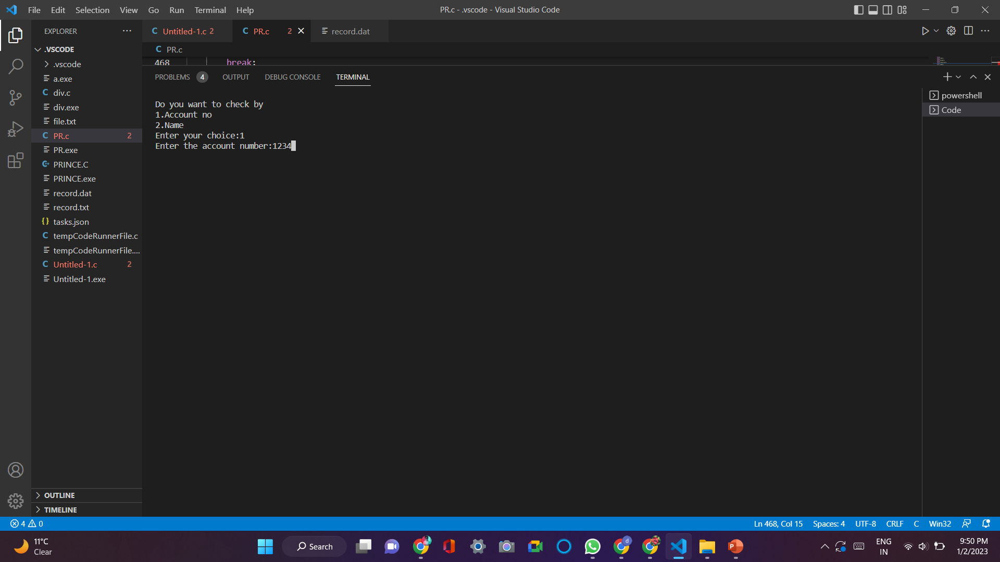 File Edit Selection View Go Run Terminal Help
PR.c - .vscode - Visual Studio Code
EXPLORER
Untitled-1.c 2
PR.c 2
record.dat
.VSCODE
.vscode
a.exe
div.c
div.exe
file.txt
PR.c 2
PR.exe
PRINCE.C
PRINCE.exe
record.dat
record.txt
tasks.json
tempCodeRunnerFile.c
tempCodeRunnerFile....
Untitled-1.c 2
Untitled-1.exe
OUTLINE
TIMELINE
PR.c
468 break;
PROBLEMS 4 OUTPUT DEBUG CONSOLE TERMINAL
Do you want to check by
1.Account no
2.Name
Enter your choice:1
Enter the account number:1234
powershell
Code
4 0
Ln 468, Col 15 Spaces: 4 UTF-8 CRLF C Win32
11°C
Clear
Search
ENG
IN
9:50 PM
1/2/2023